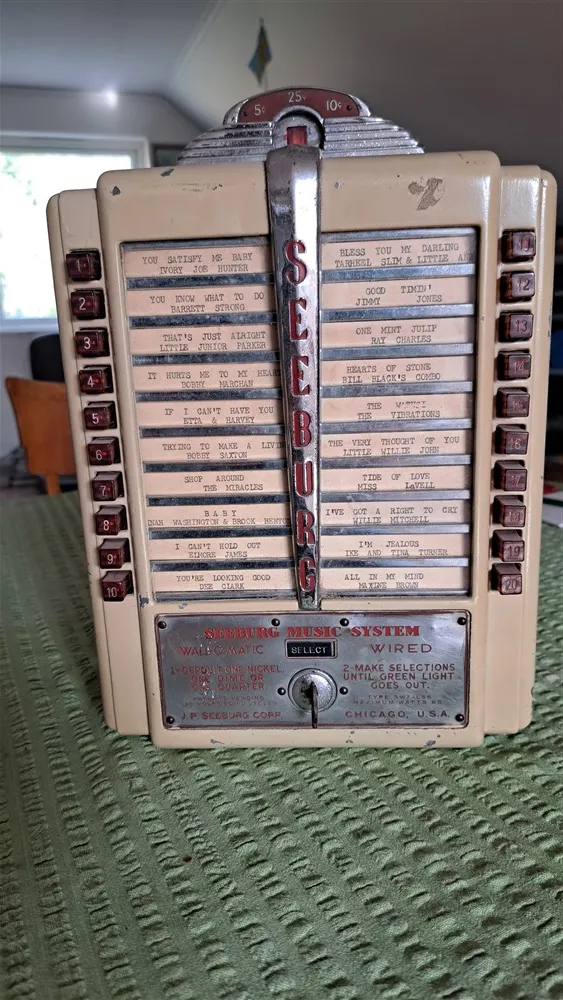 5¢ 25¢ 10¢
SEEBURG
1
2
3
4
5
6
7
8
9
10
YOU SATISFY ME BABY
IVORY JOE HUNTER
YOU KNOW WHAT TO DO
BARRETT STRONG
THAT'S JUST ALRIGHT
LITTLE JUNIOR PARKER
IT HURTS ME TO MY HEAR
BOBBY MARCHAN
IF I CAN'T HAVE YOU
ETTA & HARVEY
TRYING TO MAKE A LIVIN
BOBBY SAXTON
SHOP AROUND
THE MIRACLES
BABY
NAH WASHINGTON & BROOK BENTO
I CAN'T HOLD OUT
ELMORE JAMES
YOU'RE LOOKING GOOD
DEE CLARK
BLESS YOU MY DARLING
TARHEEL SLIM & LITTLE AN
GOOD TIMIN'
JIMMY JONES
ONE MINT JULIP
RAY CHARLES
HEARTS OF STONE
BILL BLACK'S COMBO
THE WATUSI
THE VIBRATIONS
THE VERY THOUGHT OF YOU
LITTLE WILLIE JOHN
TIDE OF LOVE
MISS LaVELL
I'VE GOT A RIGHT TO CRY
WILLIE MITCHELL
I'M JEALOUS
IKE AND TINA TURNER
ALL IN MY MIND
MAXINE BROWN
12
13
14
15
16
17
19
20
SEEBURG MUSIC SYSTEM
WALL-O-MATIC SELECT WIRED
1-DEPOSIT ONE NICKEL
ONE DIME OR
ONE QUARTER
2-MAKE SELECTIONS
UNTIL GREEN LIGHT
GOES OUT.
J.P. SEEBURG CORP. CHICAGO, U.S.A.